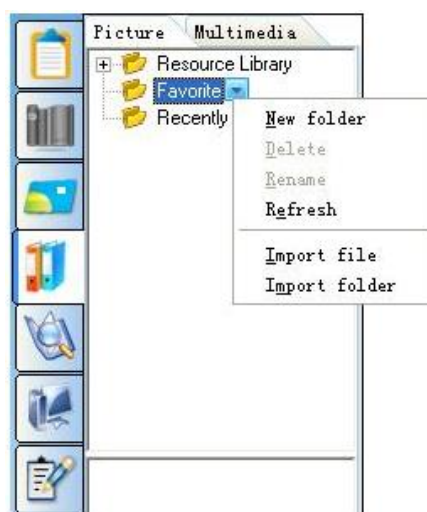 Picture Multimedia
Resource Library
Favorite
Recently
New folder
Delete
Rename
Refresh
Import file
Import folder